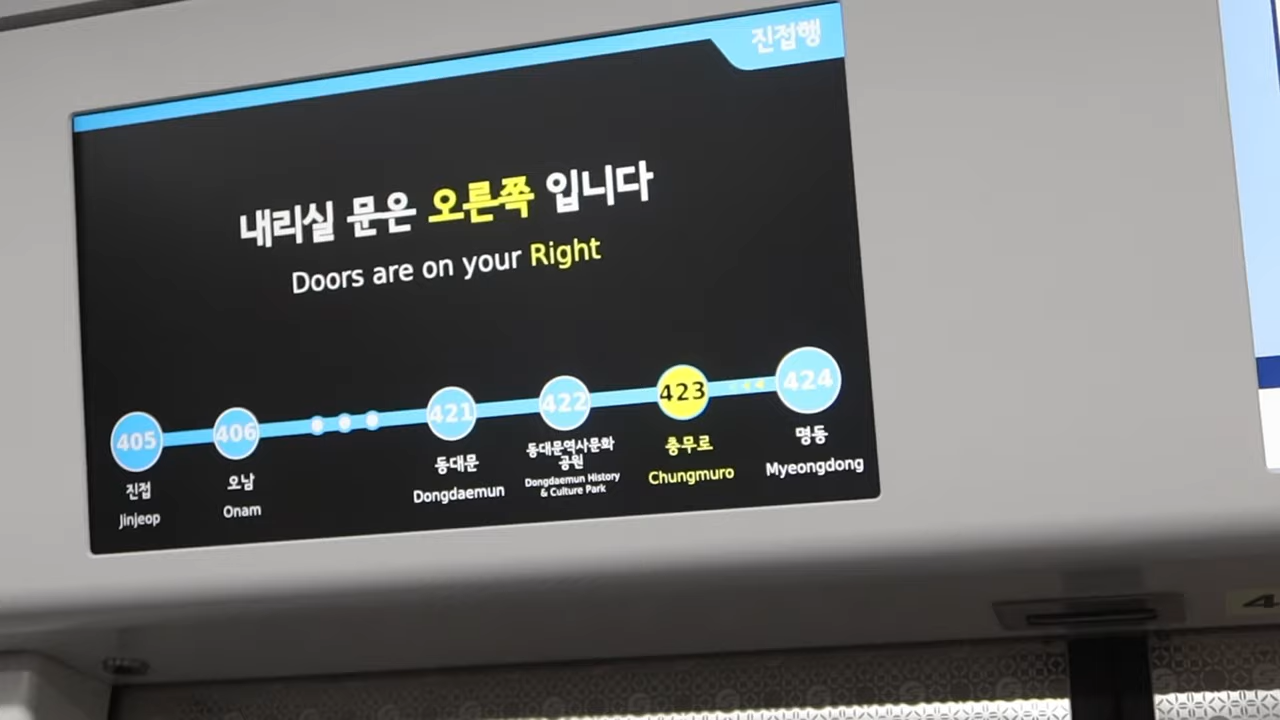 진접행
내리실 문은 오른쪽 입니다
Doors are on your Right
405
진접
Jinjeop
406
오남
Onam
421
동대문
Dongdaemun
422
동대문역사문화
공원
Dongdaemun History
& Culture Park
423
충무로
Chungmuro
424
명동
Myeongdong
4